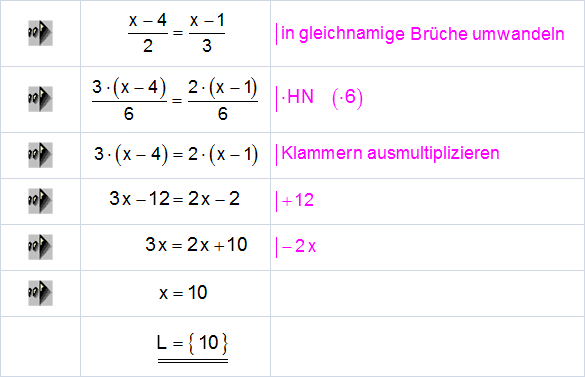 (x − 4)/2 = (x − 1)/3 |in gleichnamige Brüche umwandeln
3·(x − 4)/6 = 2·(x − 1)/6 |·HN (·6)
3·(x − 4) = 2·(x − 1) |Klammern ausmultiplizieren
3x − 12 = 2x − 2 |+12
3x = 2x + 10 |− 2x
x = 10
L = {10}